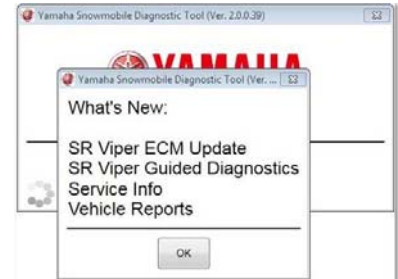 Yamaha Snowmobile Diagnostic Tool (Ver. 2.0.0.39)
YAMAHA
Yamaha Snowmobile Diagnostic Tool (Ver. ...
What's New:
SR Viper ECM Update
SR Viper Guided Diagnostics
Service Info
Vehicle Reports
OK